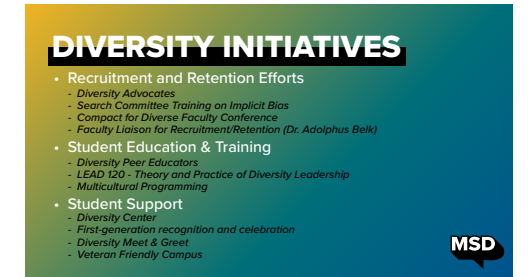 DIVERSITY INITIATIVES
• Recruitment and Retention Efforts
- Diversity Advocates
- Search Committee Training on Implicit Bias
- Compact for Diverse Faculty Conference
- Faculty Liaison for Recruitment/Retention (Dr. Adolphus Belk)
• Student Education & Training
- Diversity Peer Educators
- LEAD 120 - Theory and Practice of Diversity Leadership
- Multicultural Programming
• Student Support
- Diversity Center
- First-generation recognition and celebration
- Diversity Meet & Greet
- Veteran Friendly Campus
MSD